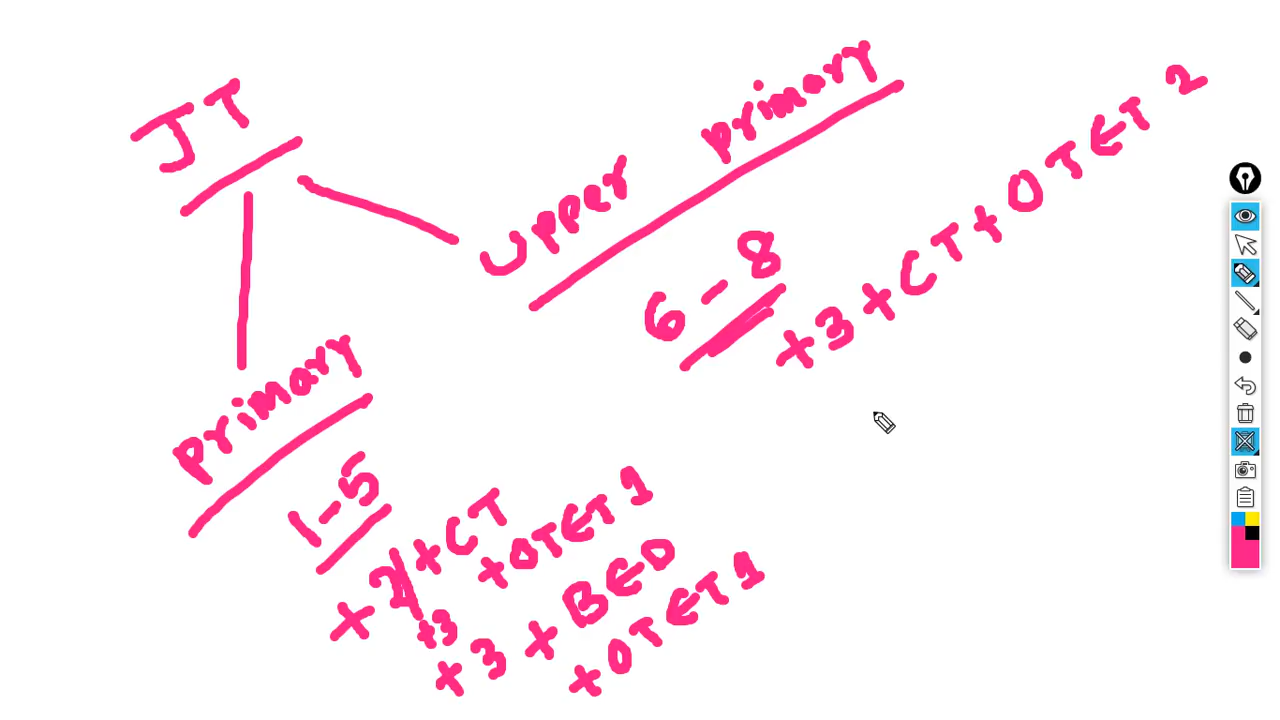 JT
Upper primary
6-8
+3+CT+OTET 2
primary
1-5
+2+CT
+OTET 1
+3
+3+BED
+OTET 1